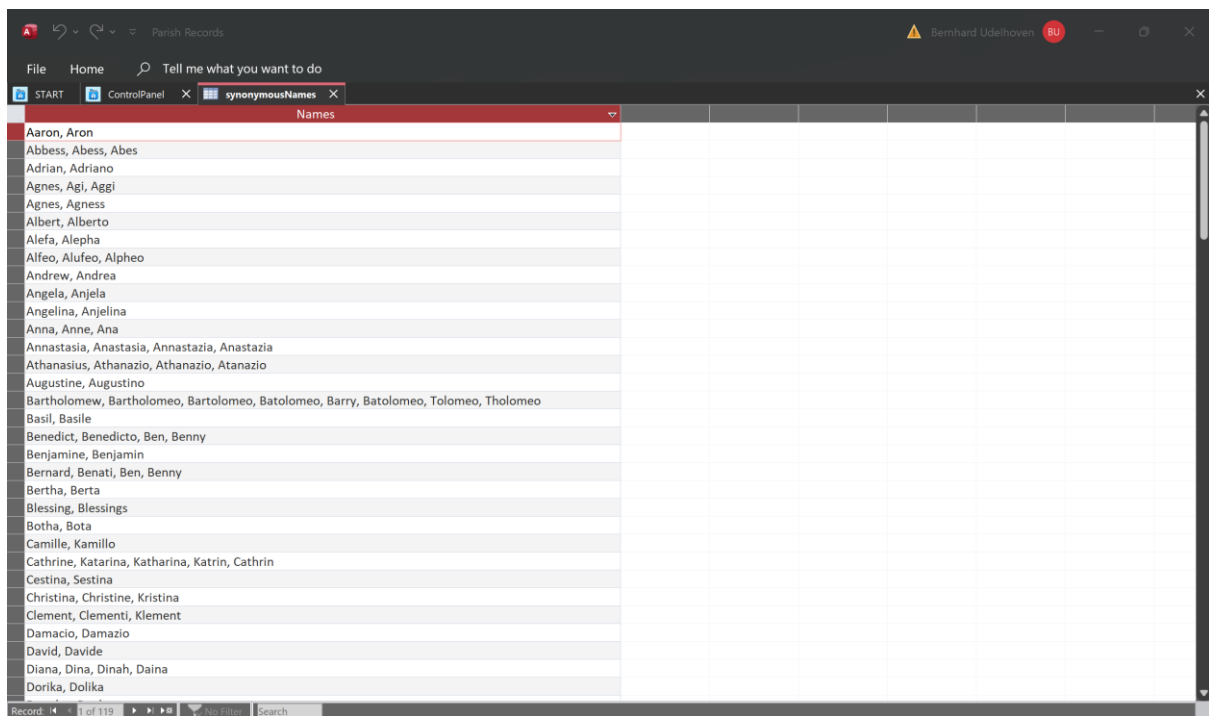 Parish Records
Bernhard Udelhoven BU
File Home Tell me what you want to do
START ControlPanel synonymousNames
Names
Aaron, Aron
Abbess, Abess, Abes
Adrian, Adriano
Agnes, Agi, Aggi
Agnes, Agness
Albert, Alberto
Alefa, Alepha
Alfeo, Alufeo, Alpheo
Andrew, Andrea
Angela, Anjela
Angelina, Anjelina
Anna, Anne, Ana
Annastasia, Anastasia, Annastazia, Anastazia
Athanasius, Athanazio, Athanazio, Atanazio
Augustine, Augustino
Bartholomew, Bartholomeo, Bartolomeo, Batolomeo, Barry, Batolomeo, Tolomeo, Tholomeo
Basil, Basile
Benedict, Benedicto, Ben, Benny
Benjamine, Benjamin
Bernard, Benati, Ben, Benny
Bertha, Berta
Blessing, Blessings
Botha, Bota
Camille, Kamillo
Cathrine, Katarina, Katharina, Katrin, Cathrin
Cestina, Sestina
Christina, Christine, Kristina
Clement, Clementi, Klement
Damacio, Damazio
David, Davide
Diana, Dina, Dinah, Daina
Dorika, Dolika
Record: 1 of 119 No Filter Search